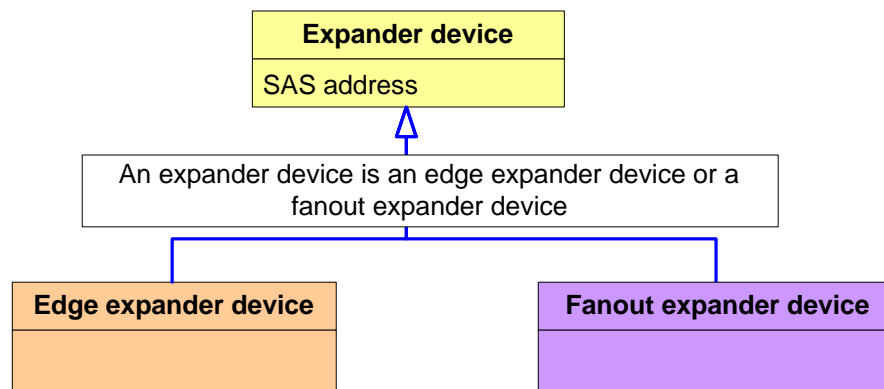 Expander device
SAS address
An expander device is an edge expander device or a
fanout expander device
Edge expander device
Fanout expander device